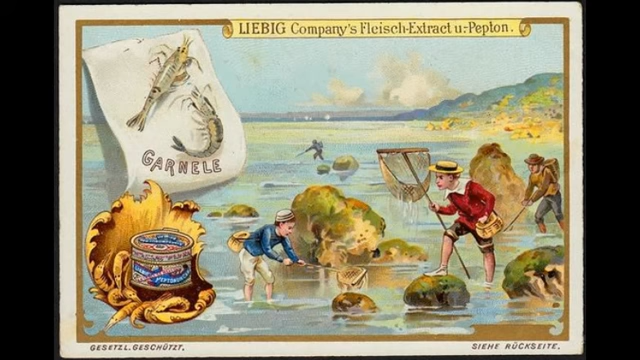 LIEBIG Company's Fleisch-Extract u. Pepton.
GARNELE
GESETZL. GESCHÜTZT.
SIEHE RÜCKSEITE.